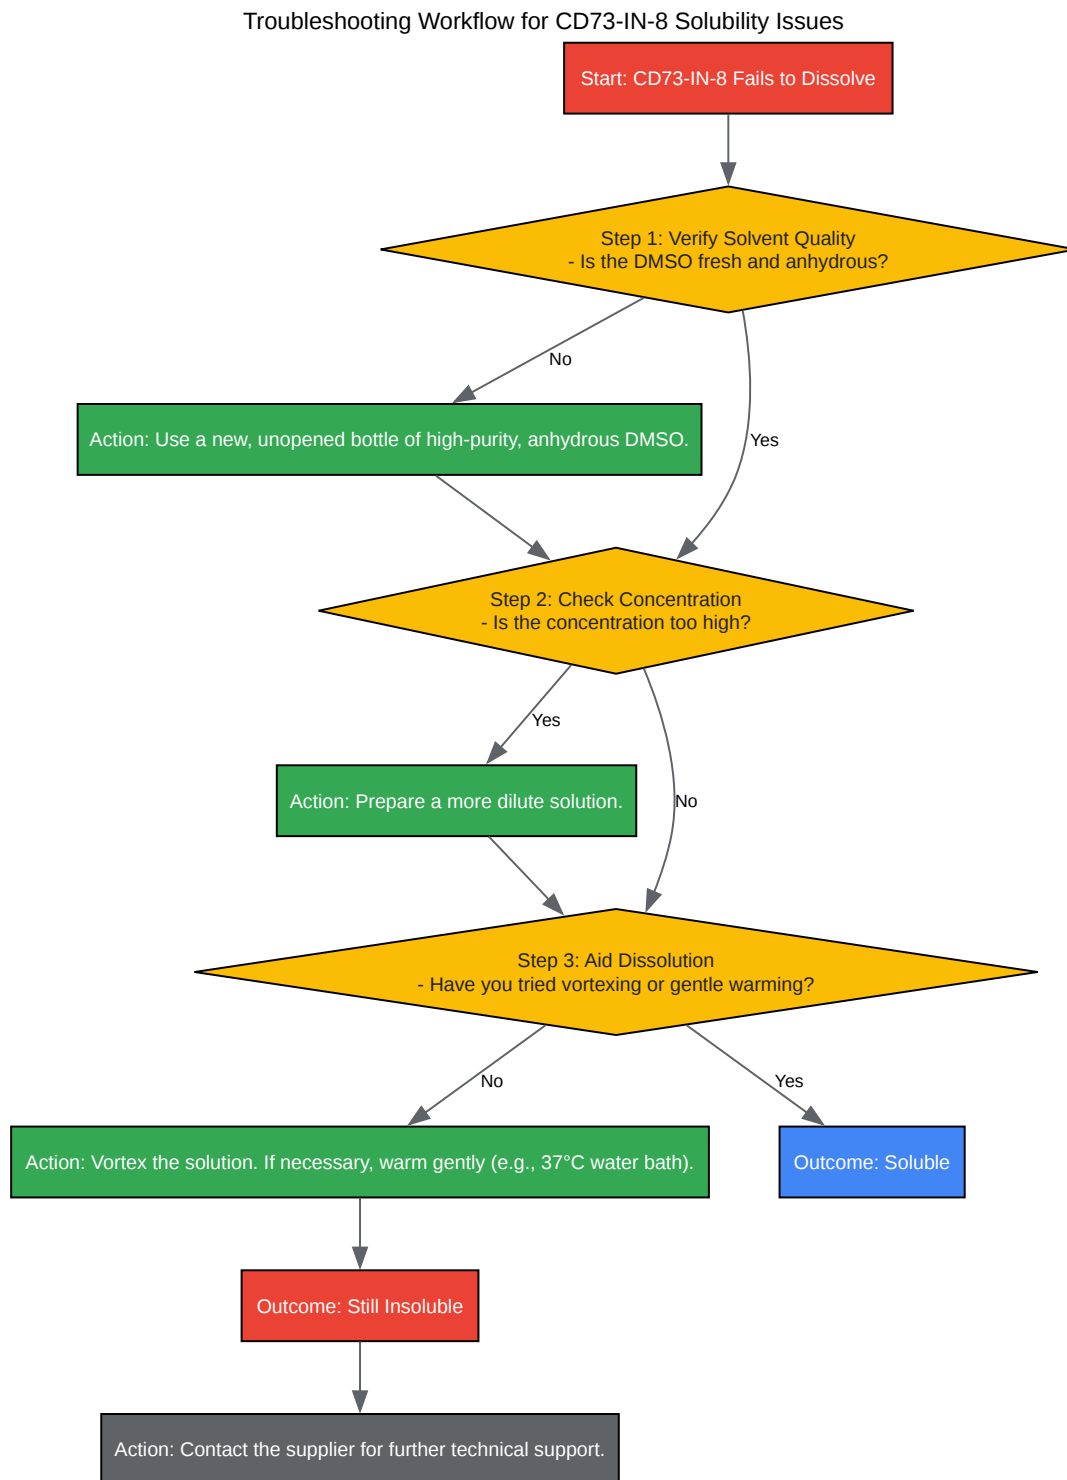 Troubleshooting Workflow for CD73-IN-8 Solubility Issues
Start: CD73-IN-8 Fails to Dissolve
Step 1: Verify Solvent Quality
- Is the DMSO fresh and anhydrous?
No
Action: Use a new, unopened bottle of high-purity, anhydrous DMSO.
Yes
Step 2: Check Concentration
- Is the concentration too high?
Yes
Action: Prepare a more dilute solution.
No
Step 3: Aid Dissolution
- Have you tried vortexing or gentle warming?
No
Yes
Action: Vortex the solution. If necessary, warm gently (e.g., 37°C water bath).
Outcome: Soluble
Outcome: Still Insoluble
Action: Contact the supplier for further technical support.